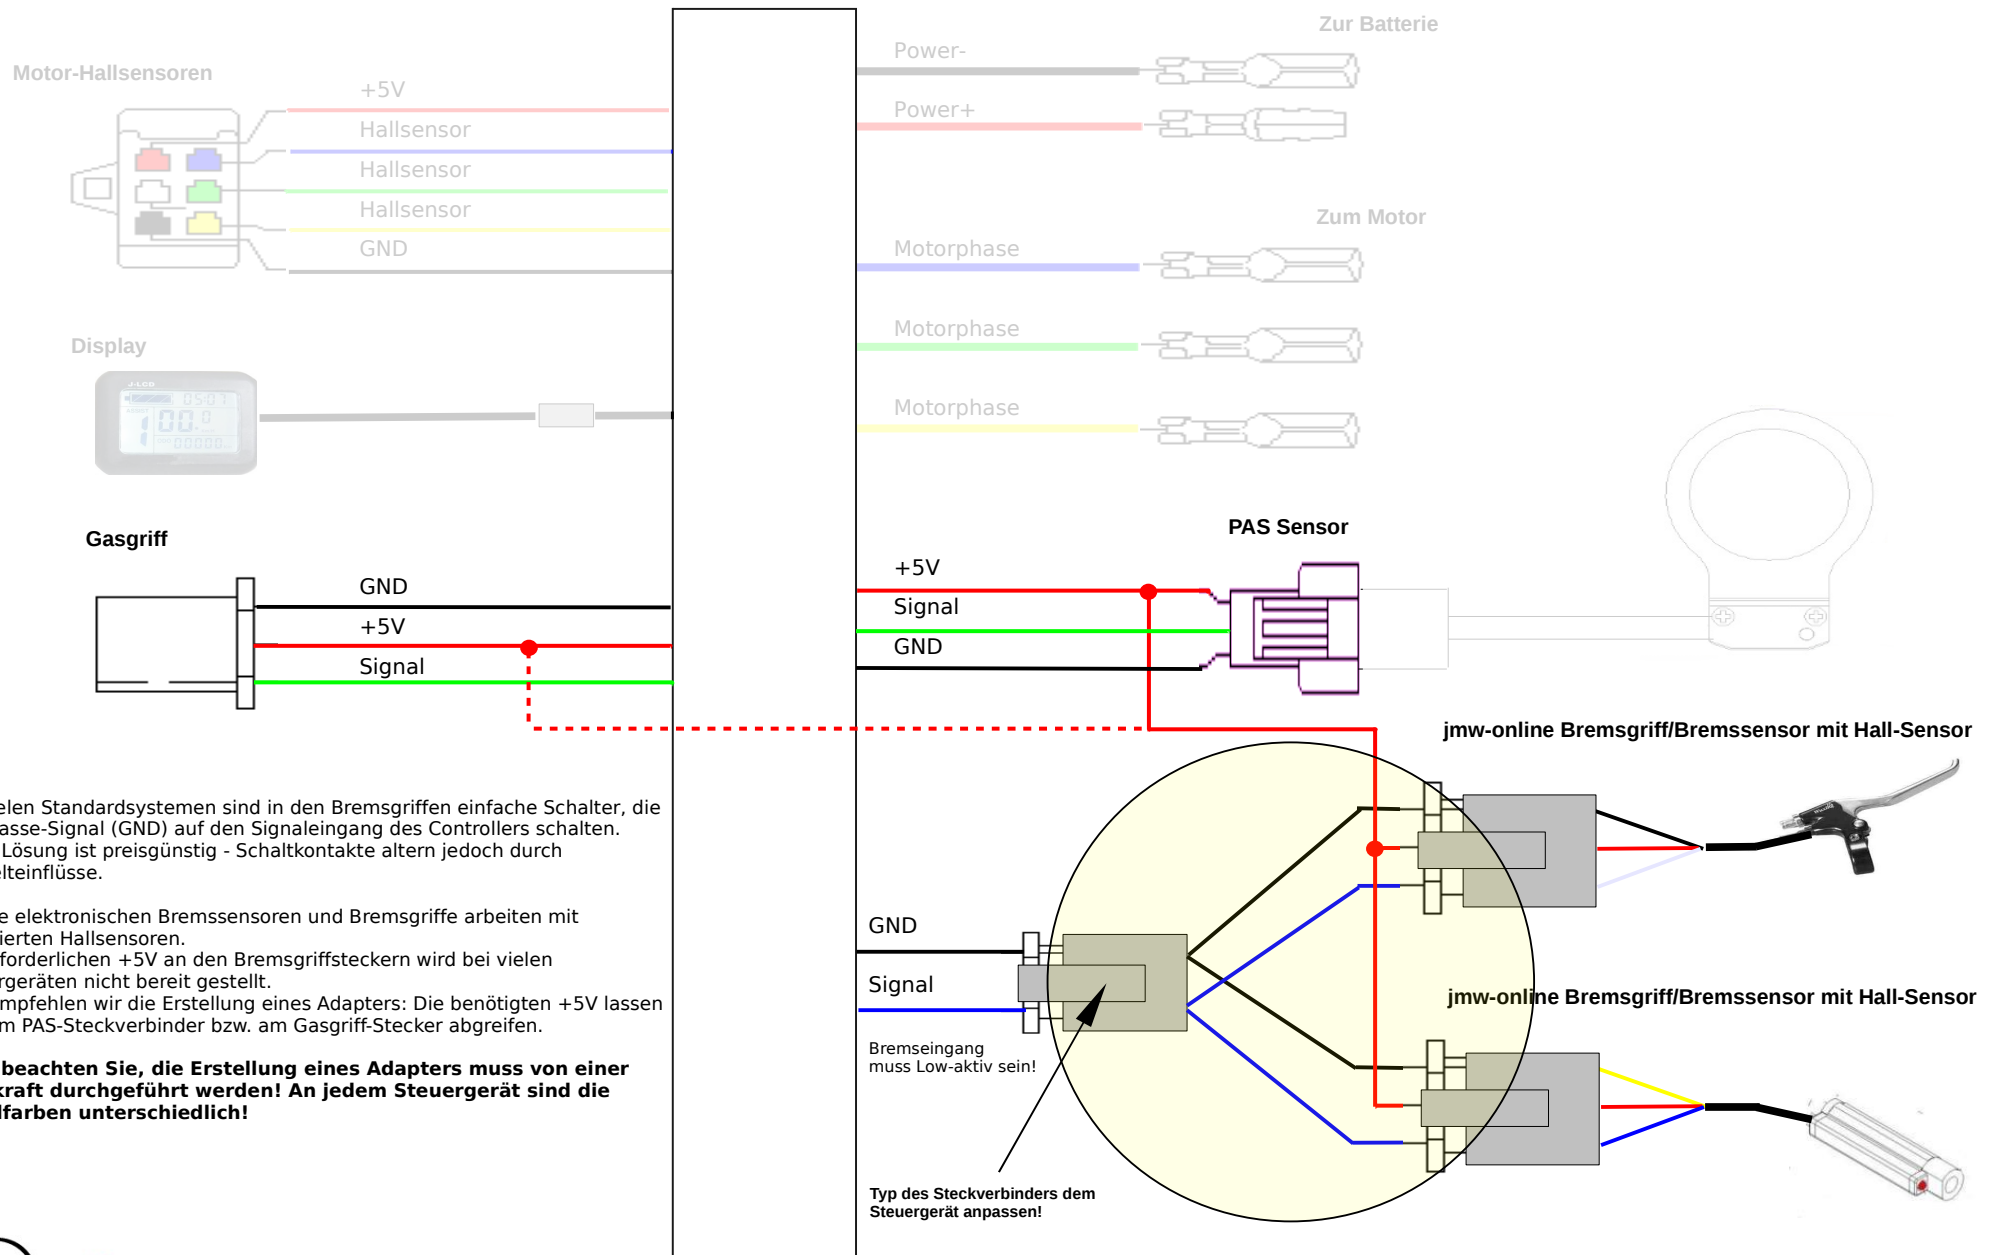 Zur Batterie
Power-
Power+
Motor-Hallsensoren
+5V
Hallsensor
Hallsensor
Hallsensor
GND
Zum Motor
Motorphase
Motorphase
Motorphase
Display
J-LCD
05:07
1
00.0
00000
Gasgriff
GND
+5V
Signal
PAS Sensor
+5V
Signal
GND
jmw-online Bremsgriff/Bremssensor mit Hall-Sensor
elen Standardsystemen sind in den Bremsgriffen einfache Schalter, die
asse-Signal (GND) auf den Signaleingang des Controllers schalten.
Lösung ist preisgünstig - Schaltkontakte altern jedoch durch
elteinflüsse.
e elektronischen Bremssensoren und Bremsgriffe arbeiten mit
ierten Hallsensoren.
forderlichen +5V an den Bremsgriffsteckern wird bei vielen
rgeräten nicht bereit gestellt.
mpfehlen wir die Erstellung eines Adapters: Die benötigten +5V lassen
m PAS-Steckverbinder bzw. am Gasgriff-Stecker abgreifen.
beachten Sie, die Erstellung eines Adapters muss von einer
kraft durchgeführt werden! An jedem Steuergerät sind die
lfarben unterschiedlich!
GND
Signal
Bremseingang
muss Low-aktiv sein!
jmw-online Bremsgriff/Bremssensor mit Hall-Sensor
Typ des Steckverbinders dem
Steuergerät anpassen!